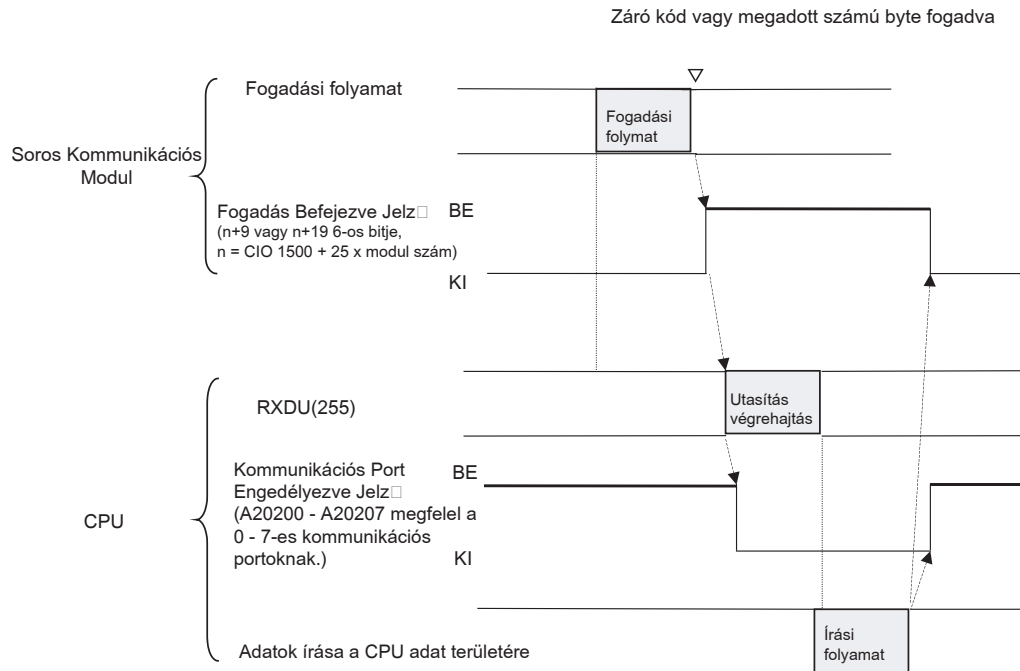 Záró kód vagy megadott számú byte fogadva
Fogadási folyamat
Fogadási
folymat
Soros Kommunikációs
Modul
Fogadás Befejezve Jelz□
BE
(n+9 vagy n+19 6-os bitje,
n = CIO 1500 + 25 x modul szám)
KI
RXDU(255)
Utasítás
végrehajtás
Kommunikációs Port
BE
Engedélyezve Jelz□
(A20200 - A20207 megfelel a
0 - 7-es kommunikációs
portoknak.)
KI
CPU
Adatok írása a CPU adat területére
Írási
folyamat